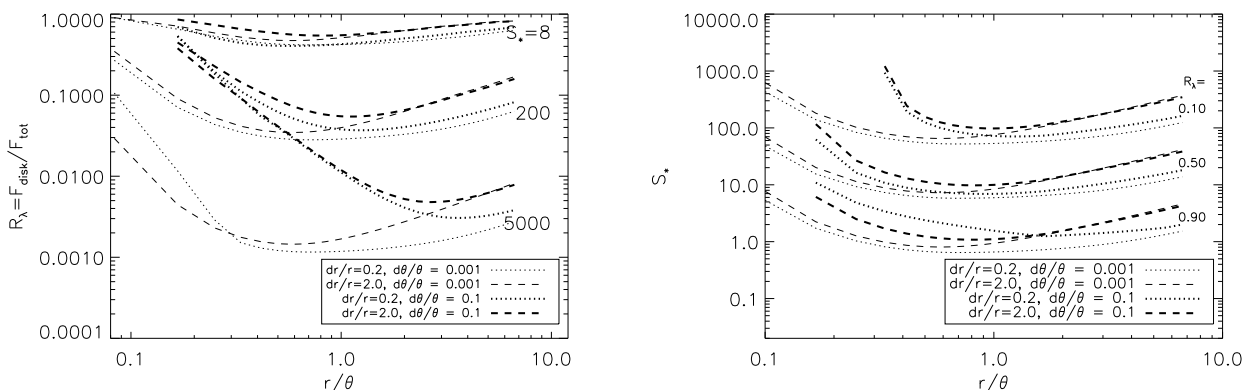 1.0000
0.1000
0.0100
0.0010
0.0001
R_λ=F_disk/F_tot
S_*=8
200
5000
dr/r=0.2, dθ/θ = 0.001
dr/r=2.0, dθ/θ = 0.001
dr/r=0.2, dθ/θ = 0.1
dr/r=2.0, dθ/θ = 0.1
0.1
1.0
10.0
r/θ
1000.0
100.0
10.0
1.0
0.1
S_*
R_λ=
0.10
0.50
0.90
dr/r=0.2, dθ/θ = 0.001
dr/r=2.0, dθ/θ = 0.001
dr/r=0.2, dθ/θ = 0.1
dr/r=2.0, dθ/θ = 0.1
0.1
1.0
10.0
r/θ